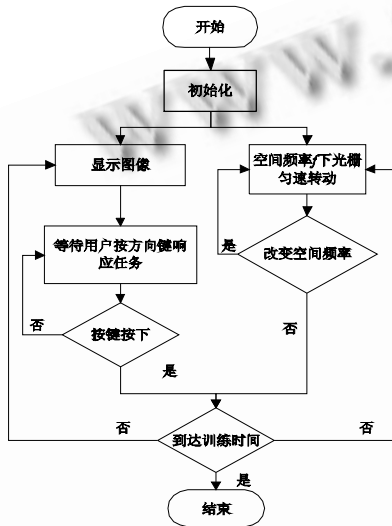 开始
www.
初始化
显示图像
空间频率f下光栅
匀速转动
等待用户按方向键响
应任务
是
改变空间频率
否
按键按下
否
是
否
到达训练时间
否
是
结束